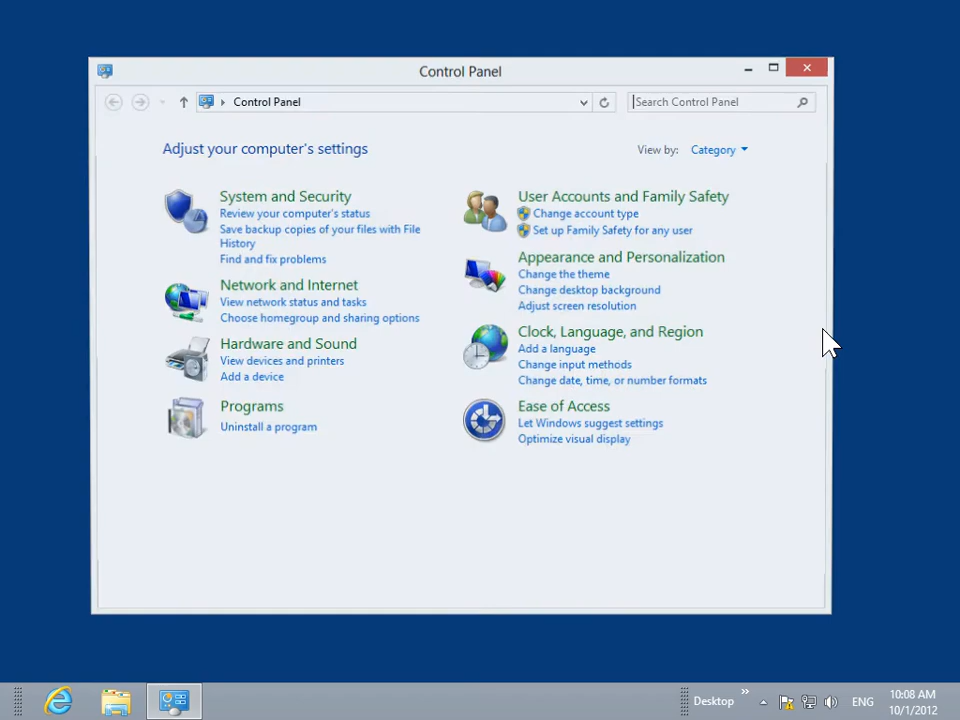 Control Panel
Control Panel
Search Control Panel
Adjust your computer's settings
View by: Category
System and Security
Review your computer's status
Save backup copies of your files with File
History
Find and fix problems
Network and Internet
View network status and tasks
Choose homegroup and sharing options
Hardware and Sound
View devices and printers
Add a device
Programs
Uninstall a program
User Accounts and Family Safety
Change account type
Set up Family Safety for any user
Appearance and Personalization
Change the theme
Change desktop background
Adjust screen resolution
Clock, Language, and Region
Add a language
Change input methods
Change date, time, or number formats
Ease of Access
Let Windows suggest settings
Optimize visual display
Desktop
ENG
10:08 AM
10/1/2012